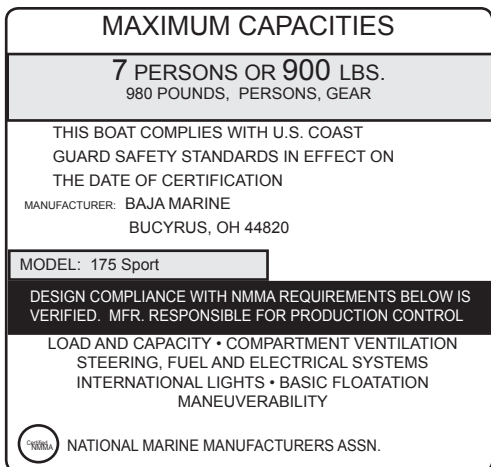 MAXIMUM CAPACITIES
7 PERSONS OR 900 LBS.
980 POUNDS, PERSONS, GEAR
THIS BOAT COMPLIES WITH U.S. COAST
GUARD SAFETY STANDARDS IN EFFECT ON
THE DATE OF CERTIFICATION
MANUFACTURER: BAJA MARINE
BUCYRUS, OH 44820
MODEL: 175 Sport
DESIGN COMPLIANCE WITH NMMA REQUIREMENTS BELOW IS
VERIFIED. MFR. RESPONSIBLE FOR PRODUCTION CONTROL
LOAD AND CAPACITY • COMPARTMENT VENTILATION
STEERING, FUEL AND ELECTRICAL SYSTEMS
INTERNATIONAL LIGHTS • BASIC FLOATATION
MANEUVERABILITY
Certified
NMMA
NATIONAL MARINE MANUFACTURERS ASSN.